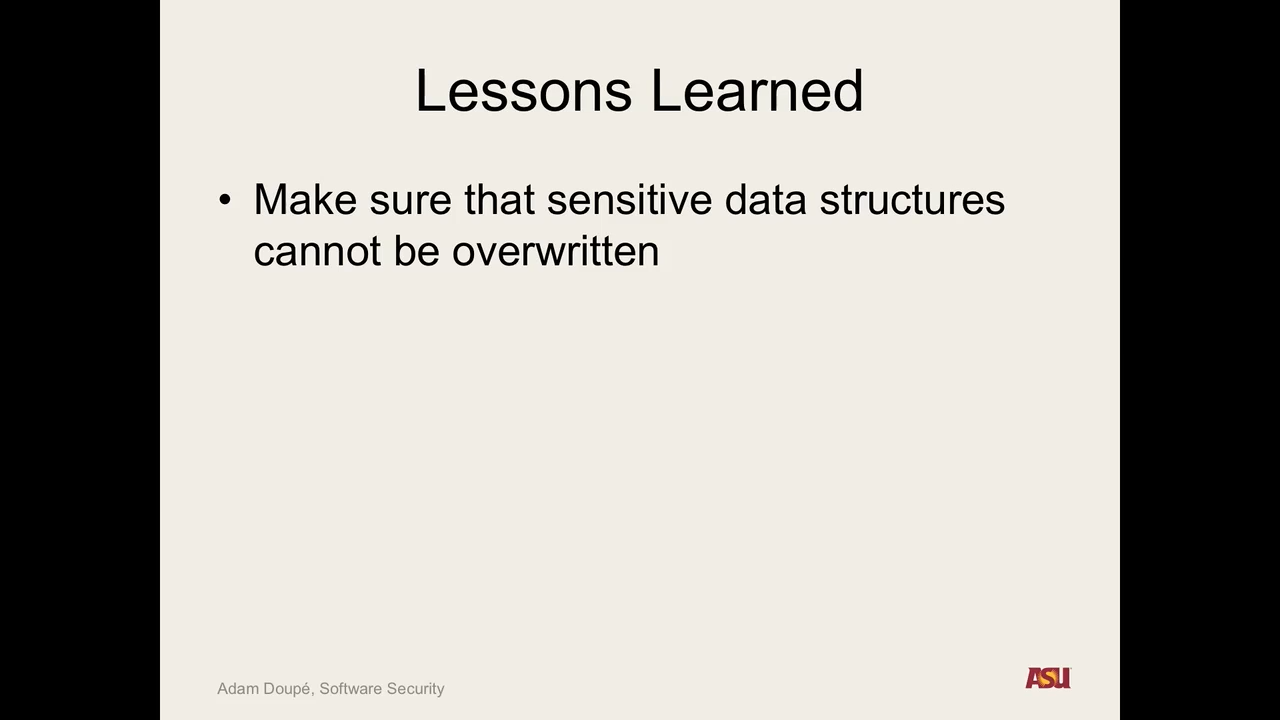 Lessons Learned
• Make sure that sensitive data structures
cannot be overwritten
Adam Doupé, Software Security
ASU